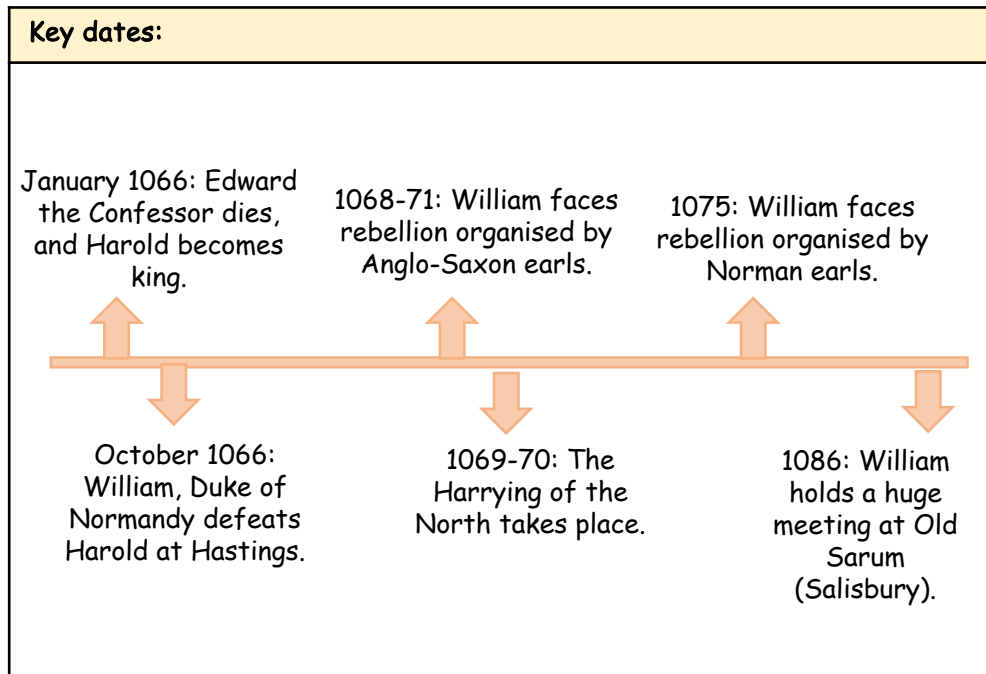 Key dates:
January 1066: Edward
the Confessor dies,
and Harold becomes
king.
1068-71: William faces
rebellion organised by
Anglo-Saxon earls.
1075: William faces
rebellion organised by
Norman earls.
October 1066:
William, Duke of
Normandy defeats
Harold at Hastings.
1069-70: The
Harrying of the
North takes place.
1086: William
holds a huge
meeting at Old
Sarum
(Salisbury).